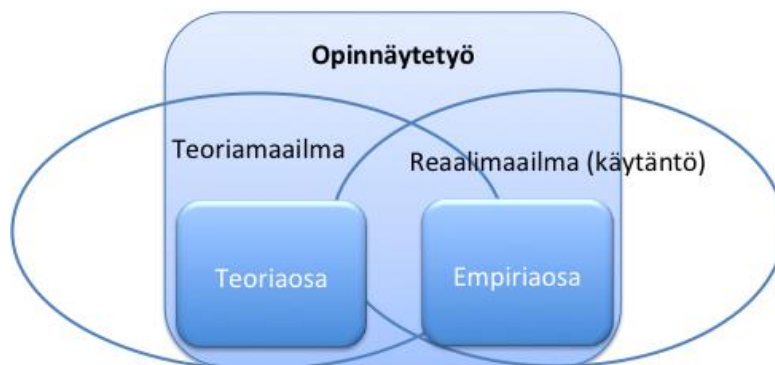 Opinnäytetyö
Teoriamaailma
Reaalimaailma (käytäntö)
Teoriaosa
Empiriaosa